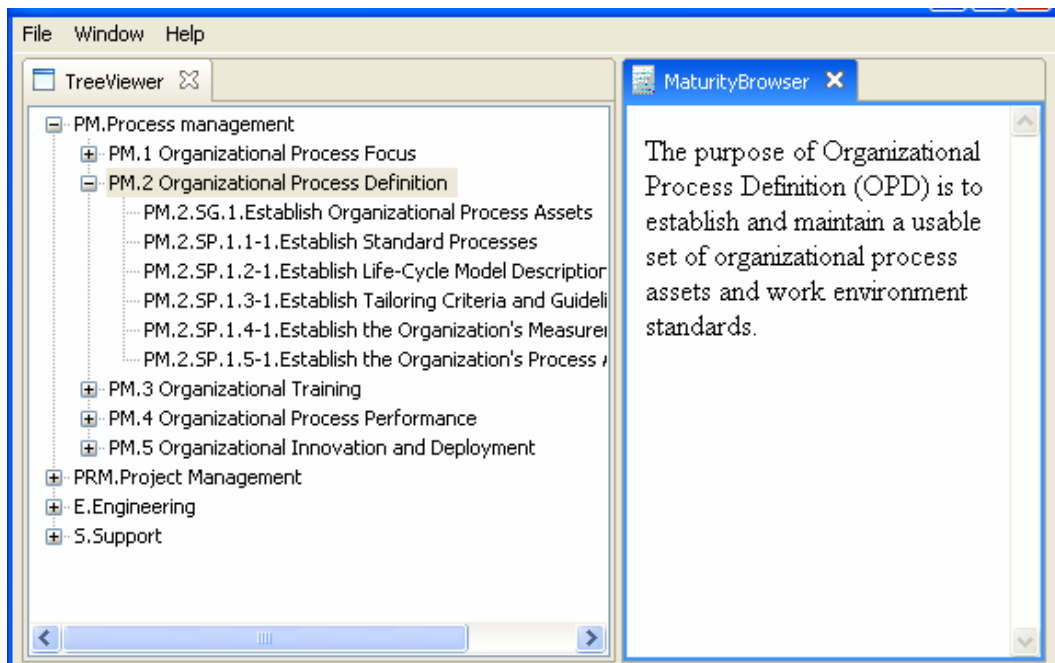 File Window Help
TreeViewer
PM.Process management
PM.1 Organizational Process Focus
PM.2 Organizational Process Definition
PM.2.SG.1.Establish Organizational Process Assets
PM.2.SP.1.1-1.Establish Standard Processes
PM.2.SP.1.2-1.Establish Life-Cycle Model Description
PM.2.SP.1.3-1.Establish Tailoring Criteria and Guideli
PM.2.SP.1.4-1.Establish the Organization's Measurer
PM.2.SP.1.5-1.Establish the Organization's Process
PM.3 Organizational Training
PM.4 Organizational Process Performance
PM.5 Organizational Innovation and Deployment
PRM.Project Management
E.Engineering
S.Support
MaturityBrowser
The purpose of Organizational
Process Definition (OPD) is to
establish and maintain a usable
set of organizational process
assets and work environment
standards.